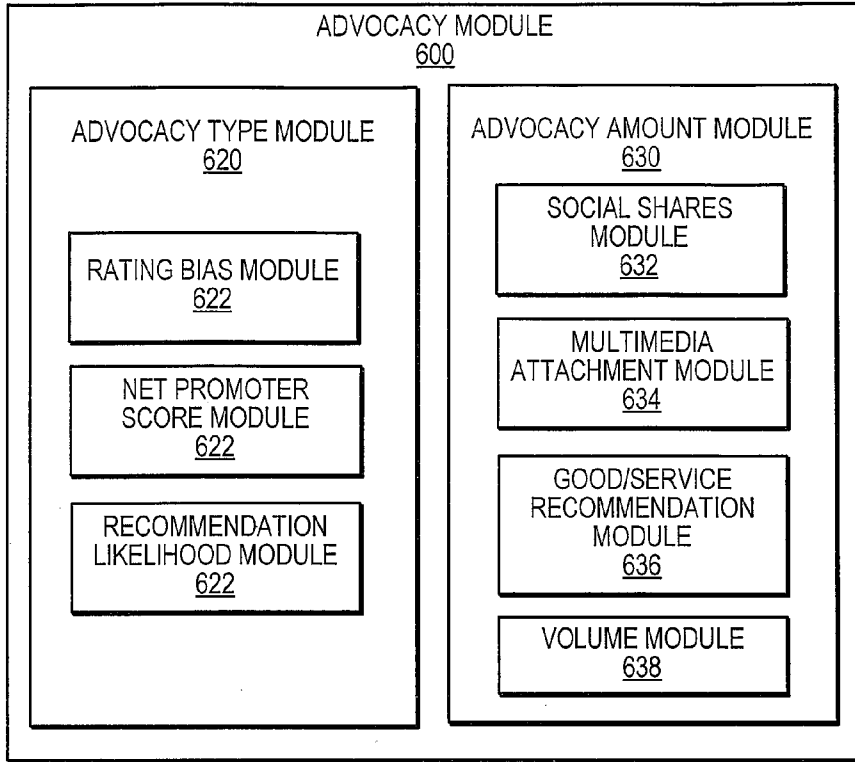 ADVOCACY MODULE
600
ADVOCACY TYPE MODULE
620
RATING BIAS MODULE
622
NET PROMOTER
SCORE MODULE
622
RECOMMENDATION
LIKELIHOOD MODULE
622
ADVOCACY AMOUNT MODULE
630
SOCIAL SHARES
MODULE
632
MULTIMEDIA
ATTACHMENT MODULE
634
GOOD/SERVICE
RECOMMENDATION
MODULE
636
VOLUME MODULE
638